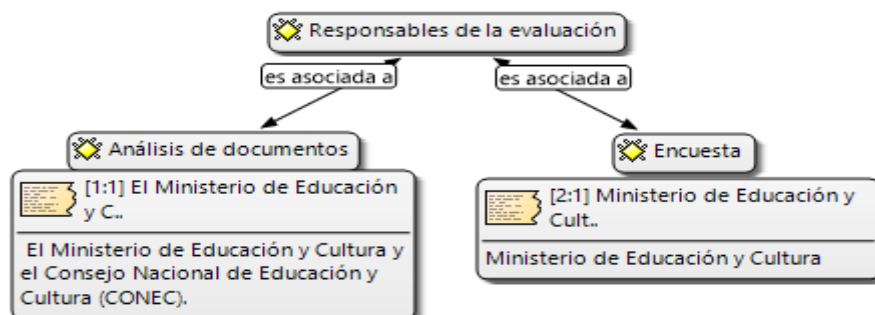 Responsables de la evaluación
es asociada a
es asociada a
Análisis de documentos
[1:1] El Ministerio de Educación
y C..
El Ministerio de Educación y Cultura y
el Consejo Nacional de Educación y
Cultura (CONEC).
Encuesta
[2:1] Ministerio de Educación y
Cult..
Ministerio de Educación y Cultura